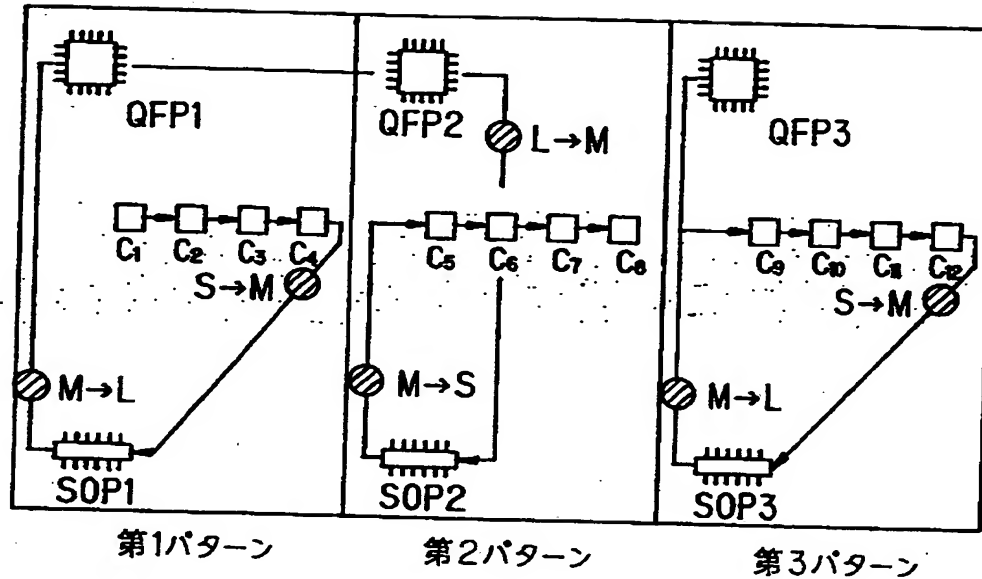 QFP1
QFP2
L→M
QFP3
C1
C2
C3
C4
S→M
C5
C6
C7
C8
C9
C10
C11
C12
S→M
M→L
M→S
M→L
SOP1
SOP2
SOP3
第1パターン
第2パターン
第3パターン